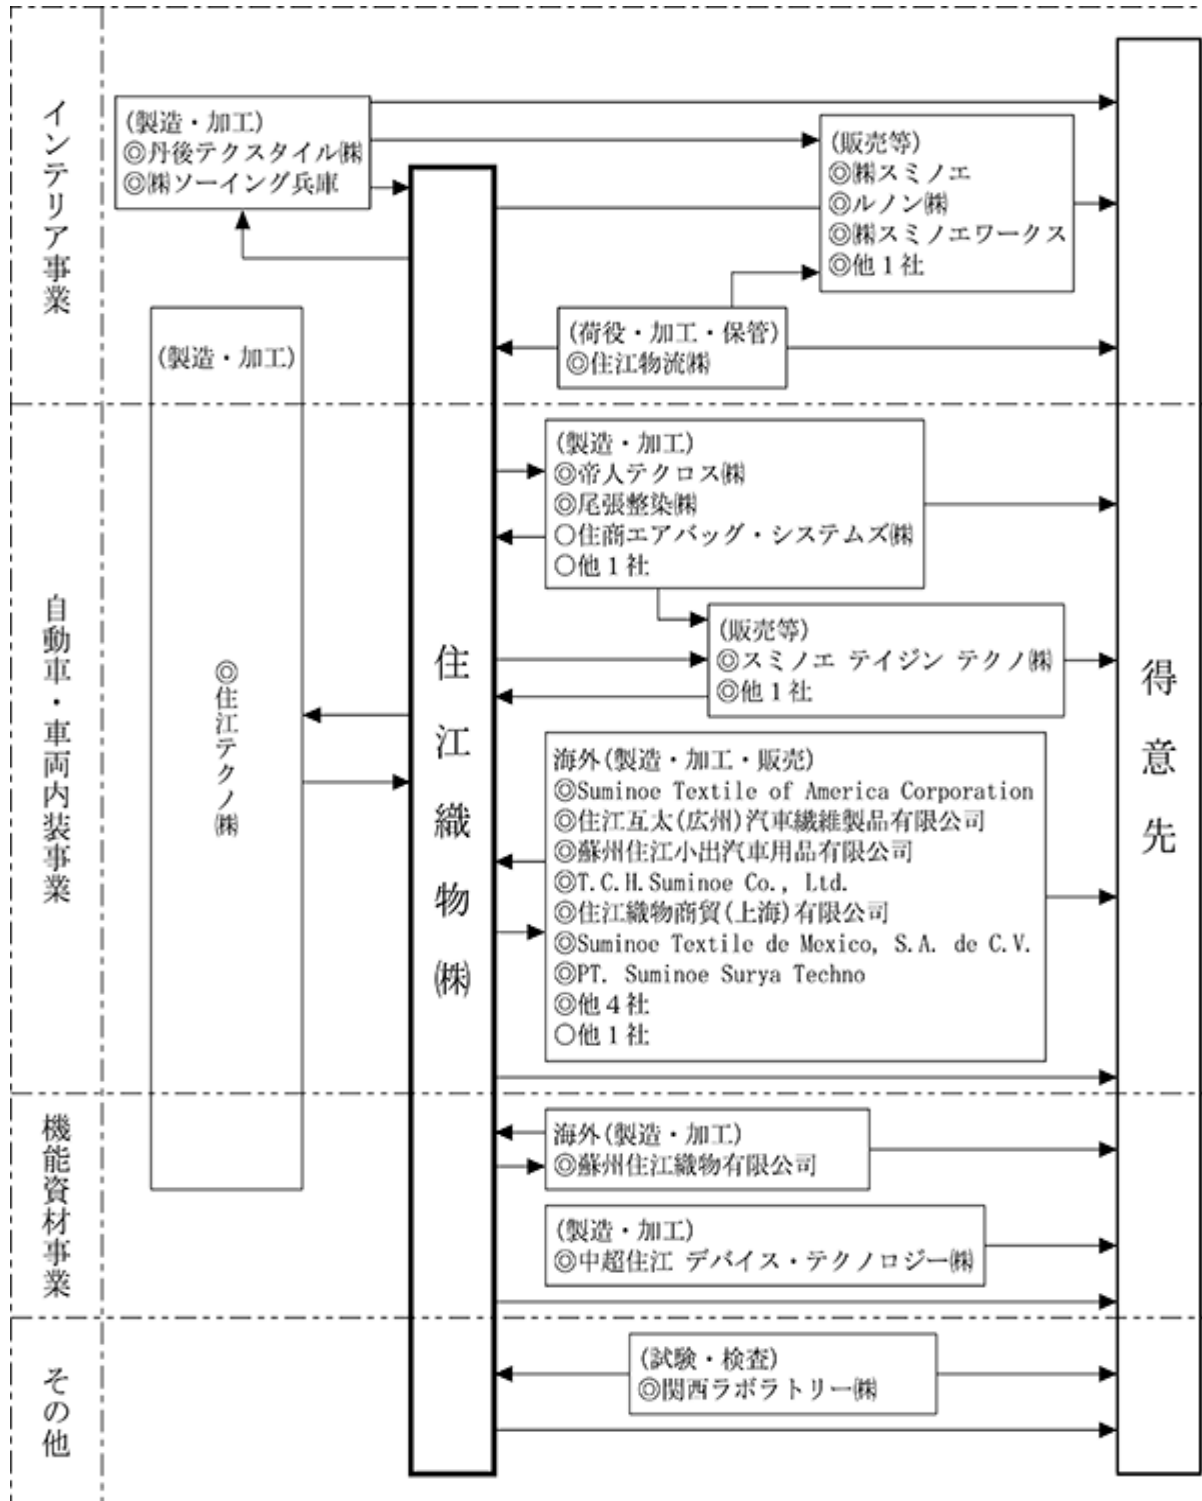 インテリア事業
(製造・加工)
◎丹後テクスタイル㈱
◎㈱ソーイング兵庫
(販売等)
◎㈱スミノエ
◎ルノン㈱
◎㈱スミノエワークス
◎他1社
(荷役・加工・保管)
◎住江物流㈱
(製造・加工)
◎住江テクノ㈱
住江織物㈱
得意先
自動車・車両内装事業
(製造・加工)
◎帝人テクロス㈱
◎尾張整染㈱
○住商エアバッグ・システムズ㈱
○他1社
(販売等)
◎スミノエ テイジン テクノ㈱
◎他1社
海外(製造・加工・販売)
◎Suminoe Textile of America Corporation
◎住江互太(広州)汽車繊維製品有限公司
◎蘇州住江小出汽車用品有限公司
◎T.C.H.Suminoe Co., Ltd.
◎住江織物商貿(上海)有限公司
◎Suminoe Textile de Mexico, S.A. de C.V.
◎PT. Suminoe Surya Techno
◎他4社
○他1社
機能資材事業
海外(製造・加工)
◎蘇州住江織物有限公司
(製造・加工)
◎中超住江 デバイス・テクノロジー㈱
その他
(試験・検査)
◎関西ラボラトリー㈱